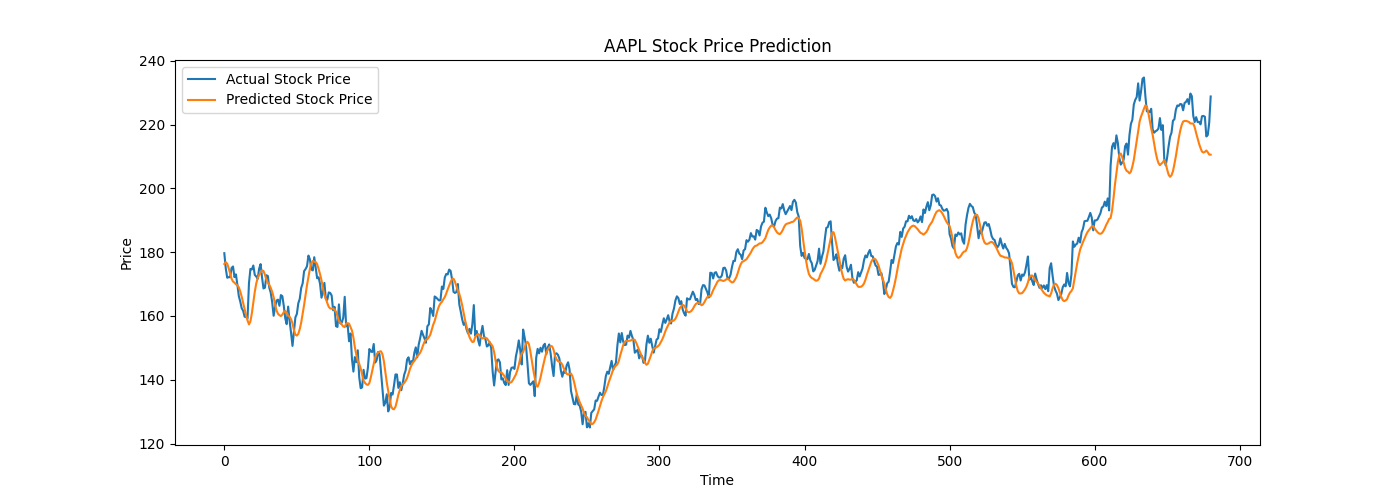 AAPL Stock Price Prediction
Actual Stock Price
Predicted Stock Price
Price
240
220
200
180
160
140
120
0 100 200 300 400 500 600 700
Time